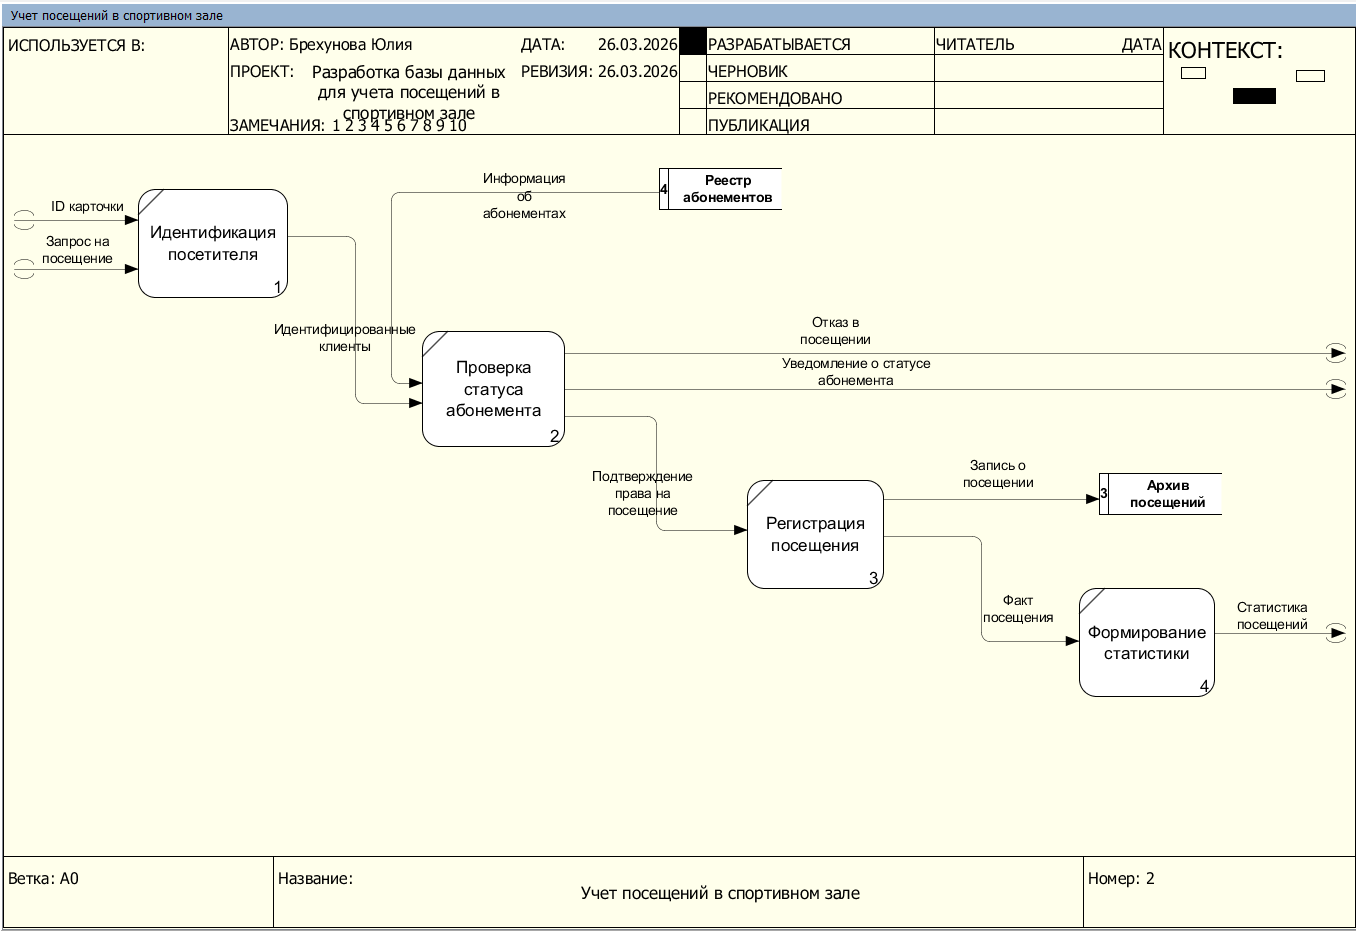 Учет посещений в спортивном зале
ИСПОЛЬЗУЕТСЯ В:
АВТОР: Брехунова Юлия
ДАТА: 26.03.2026
ПРОЕКТ: Разработка базы данных
для учета посещений в
спортивном зале
РЕВИЗИЯ: 26.03.2026
ЗАМЕЧАНИЯ: 1 2 3 4 5 6 7 8 9 10
РАЗРАБАТЫВАЕТСЯ
ЧЕРНОВИК
РЕКОМЕНДОВАНО
ПУБЛИКАЦИЯ
ЧИТАТЕЛЬ
ДАТА
КОНТЕКСТ:
ID карточки
Запрос на
посещение
Идентификация
посетителя
1
Информация
об
абонементах
4
Реестр
абонементов
Идентифицированные
клиенты
Проверка
статуса
абонемента
2
Отказ в
посещении
Уведомление о статусе
абонемента
Подтверждение
права на
посещение
Регистрация
посещения
3
Запись о
посещении
3
Архив
посещений
Факт
посещения
Формирование
статистики
4
Статистика
посещений
Ветка: A0
Название:
Учет посещений в спортивном зале
Номер: 2